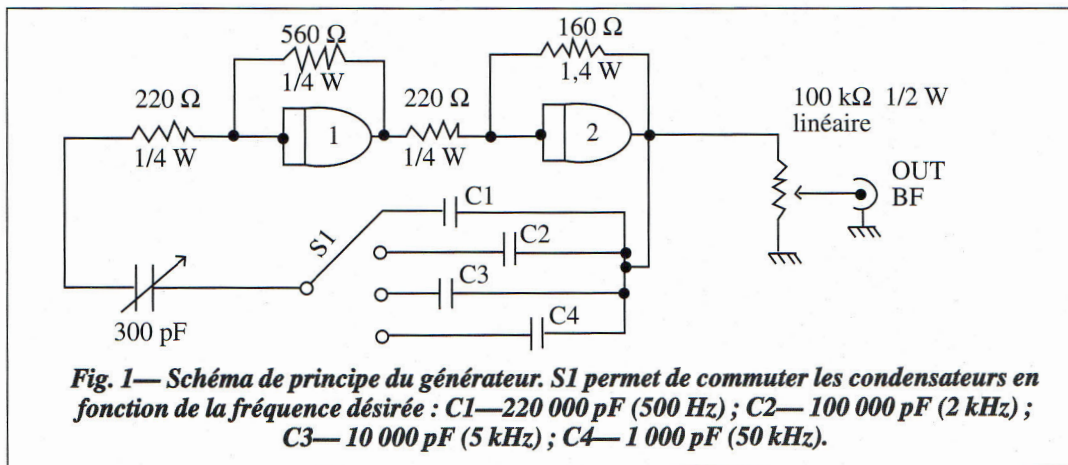 560 Ω
1/4 W
160 Ω
1,4 W
220 Ω
1/4 W
1
220 Ω
1/4 W
2
100 kΩ 1/2 W
linéaire
OUT
BF
S1
C1
C2
C3
C4
300 pF
Fig. 1— Schéma de principe du générateur. S1 permet de commuter les condensateurs en
fonction de la fréquence désirée : C1—220 000 pF (500 Hz) ; C2— 100 000 pF (2 kHz) ;
C3— 10 000 pF (5 kHz) ; C4— 1 000 pF (50 kHz).